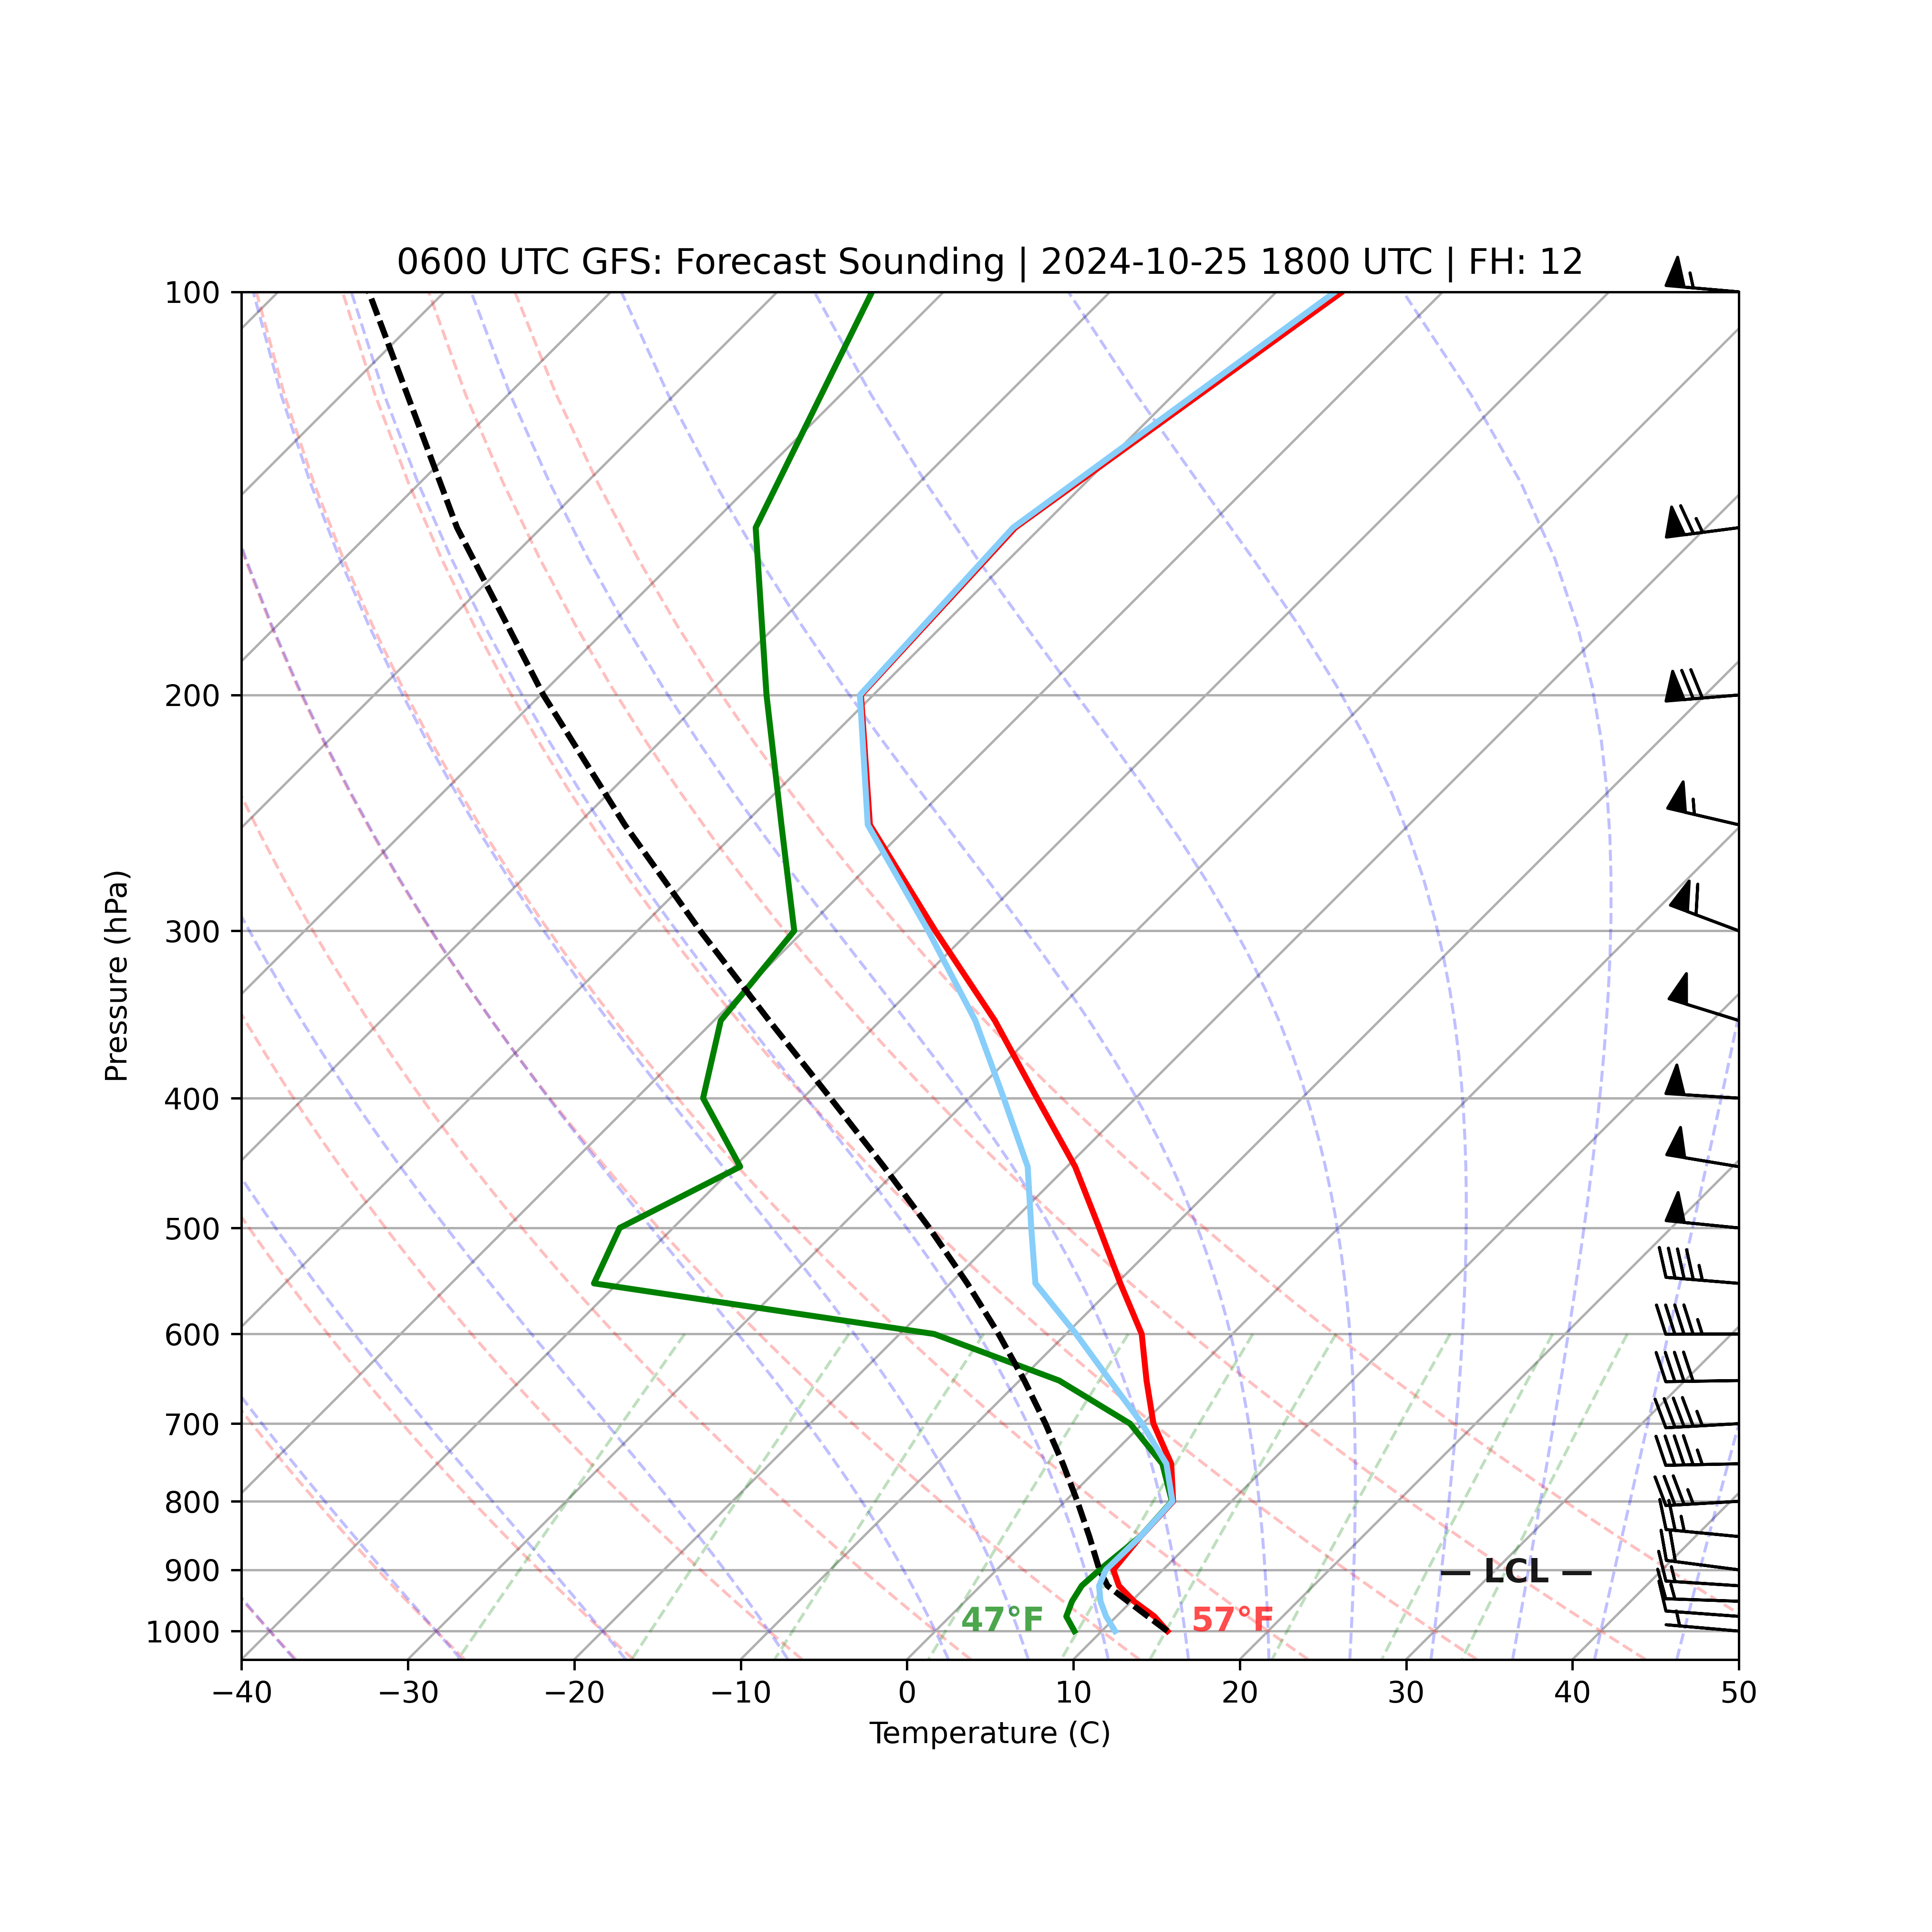 0600 UTC GFS: Forecast Sounding | 2024-10-25 1800 UTC | FH: 12
100
200
300
400
500
600
700
800
900
1000
Pressure (hPa)
— LCL —
47°F
57°F
−40 −30 −20 −10 0 10 20 30 40 50
Temperature (C)